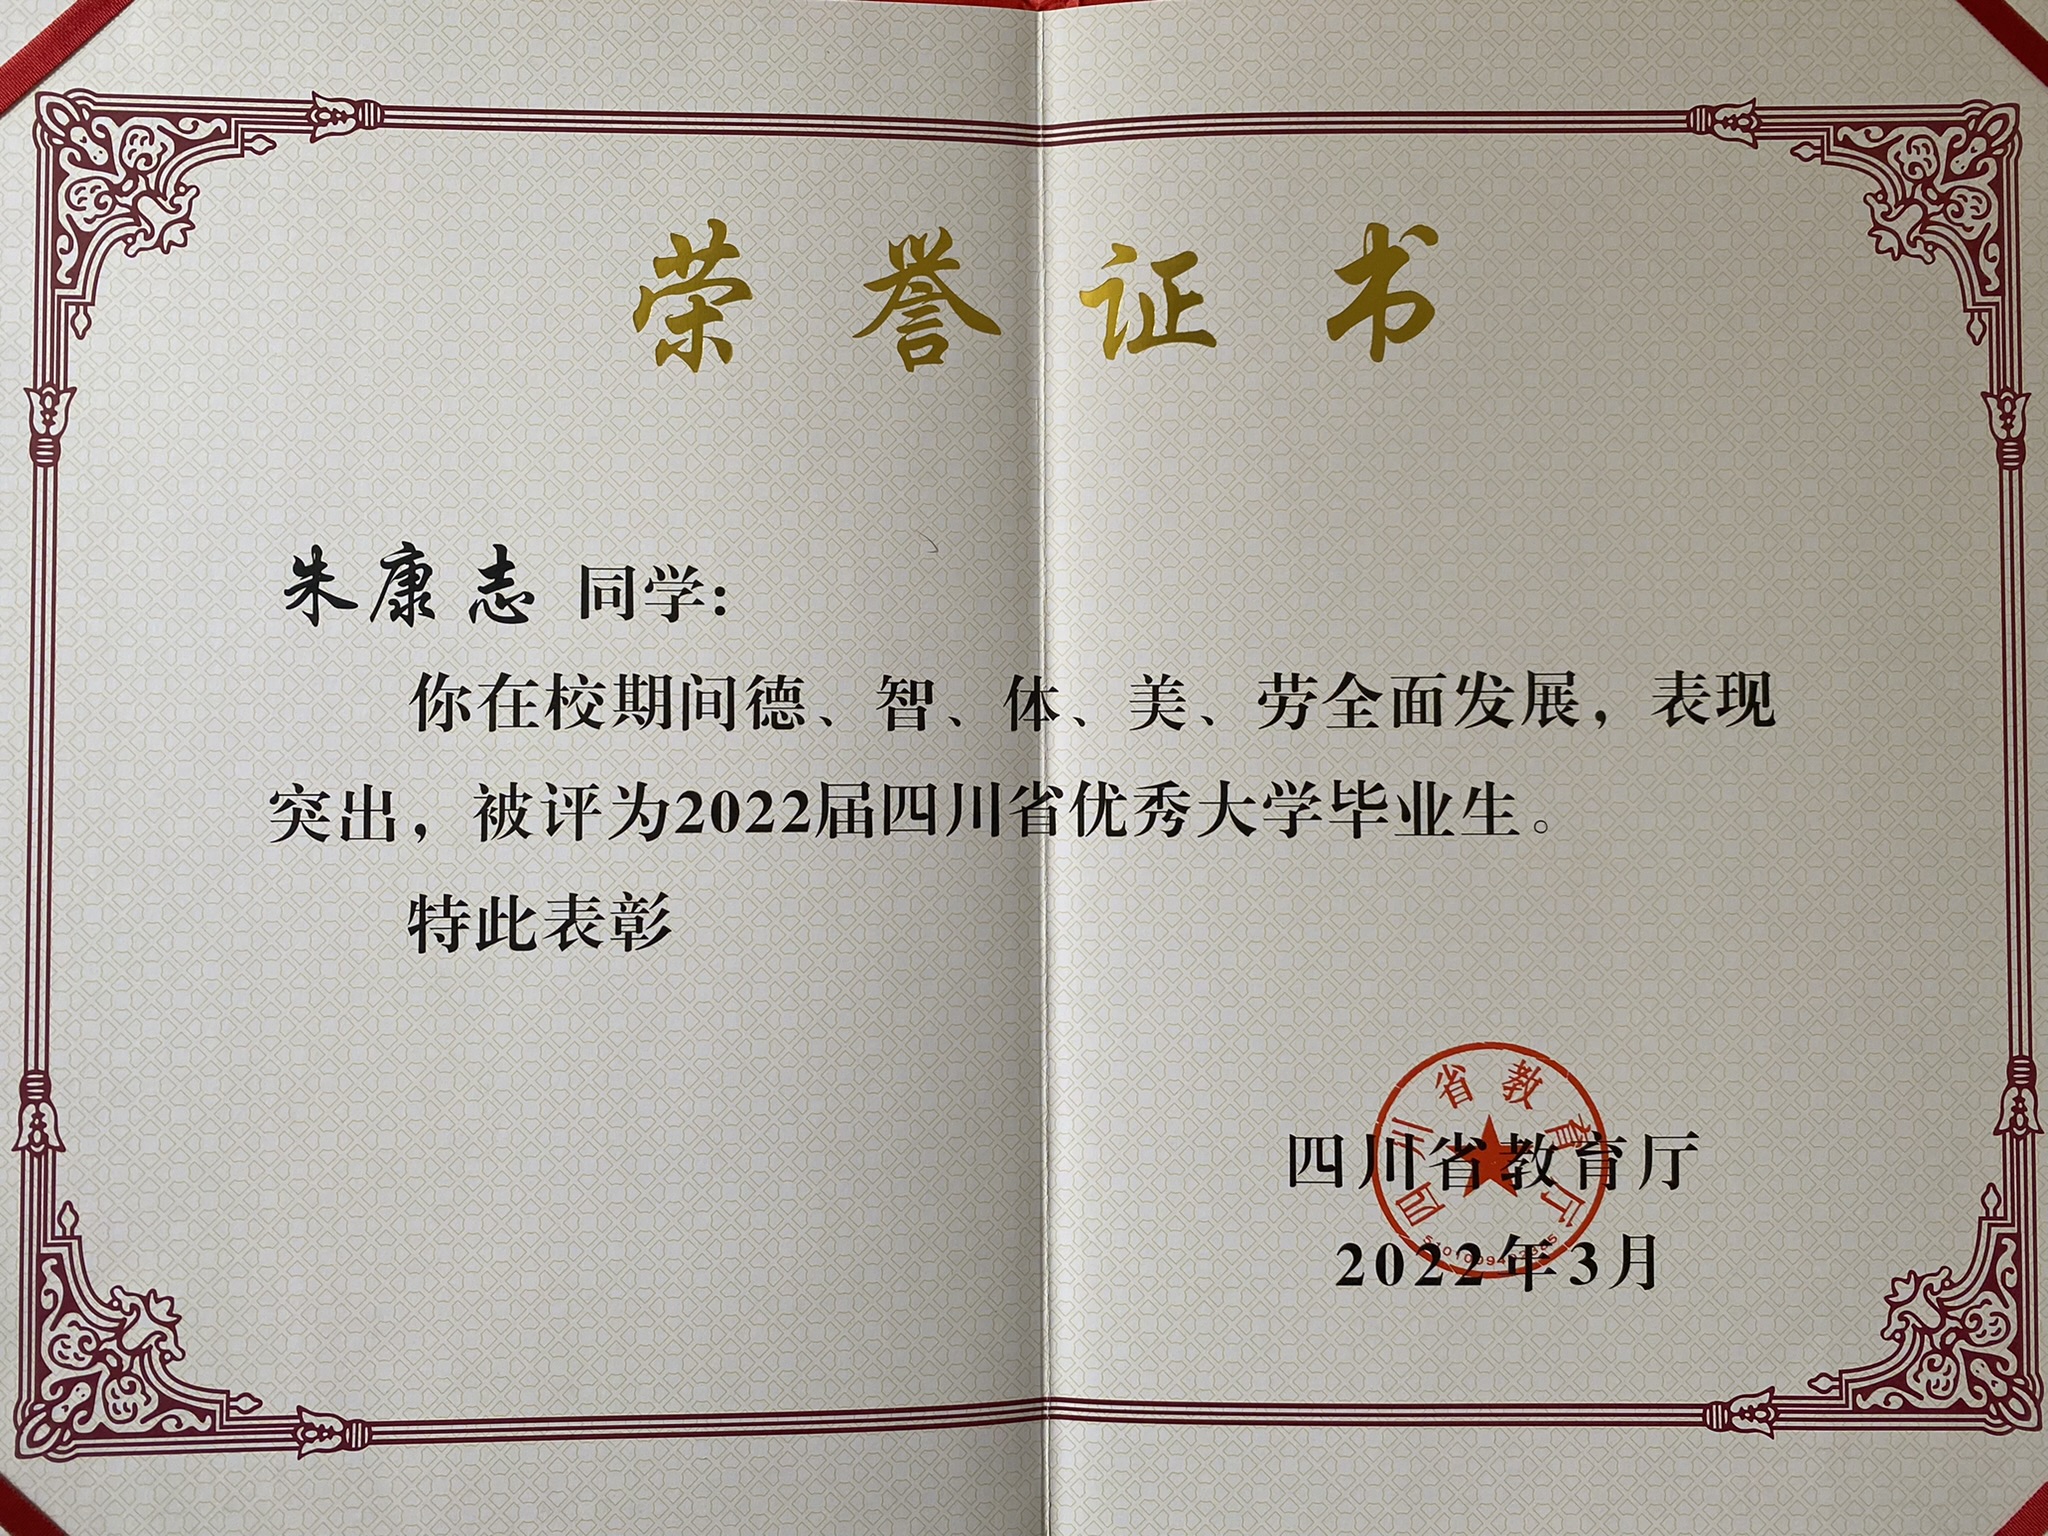 荣誉证书
朱康志 同学：
你在校期间德、智、体、美、劳全面发展，表现
突出，被评为2022届四川省优秀大学毕业生。
特此表彰
四川省教育厅
四川省教育厅
2022年3月